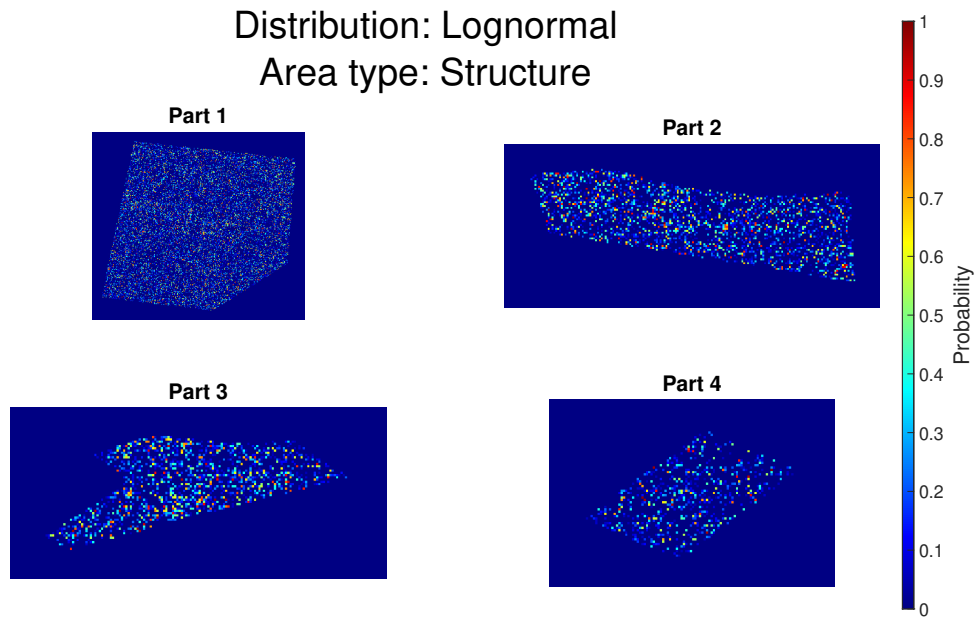 Distribution: Lognormal
Area type: Structure
Part 1
Part 2
Part 3
Part 4
1
0.9
0.8
0.7
0.6
0.5
0.4
0.3
0.2
0.1
0
Probability